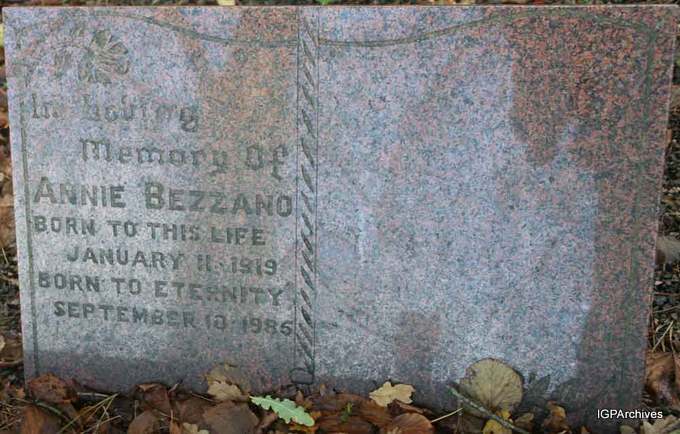 In Loving
Memory Of
ANNIE BEZZANO
BORN TO THIS LIFE
JANUARY 11-1919
BORN TO ETERNITY
SEPTEMBER 10-1986
IGPArchives